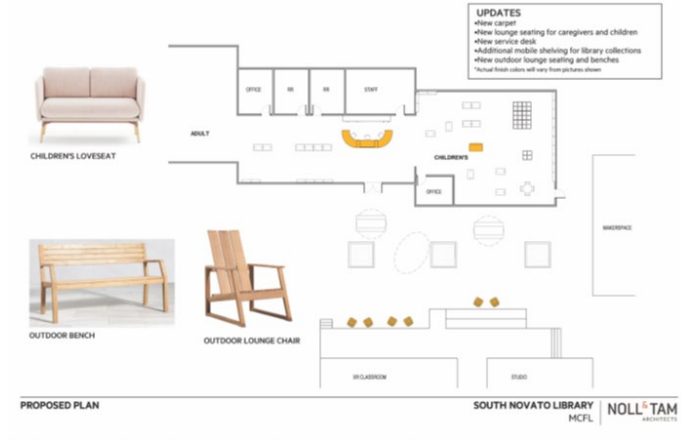 UPDATES
•New carpet
•New lounge seating for caregivers and children
•New service desk
•Additional mobile shelving for library collections
•New outdoor lounge seating and benches
*Actual finish colors will vary from pictures shown
OFFICE
RR
RR
STAFF
ADULT
CHILDREN'S
OFFICE
CHILDREN'S LOVESEAT
MAKERSPACE
OUTDOOR BENCH
OUTDOOR LOUNGE CHAIR
CLASSROOM
STUDIO
PROPOSED PLAN
SOUTH NOVATO LIBRARY
MCFL
NOLL & TAM
ARCHITECTS